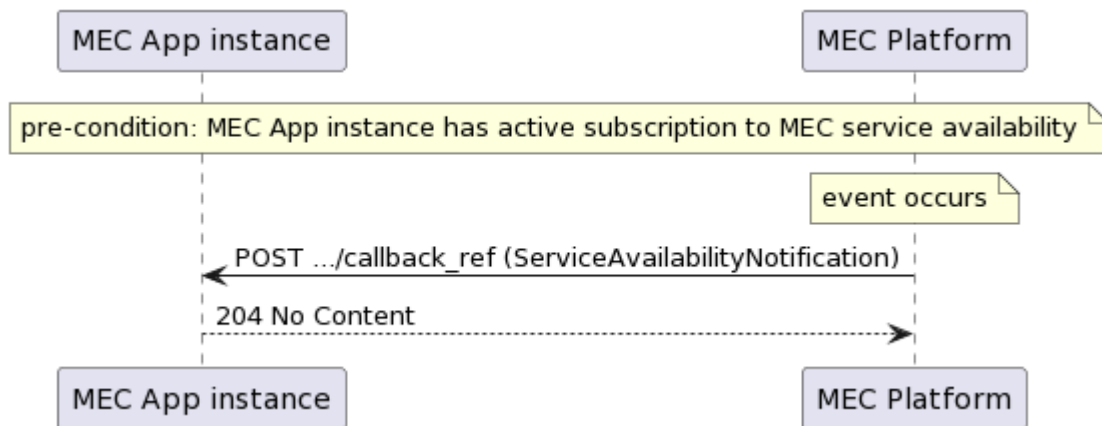 MEC App instance
MEC Platform
pre-condition: MEC App instance has active subscription to MEC service availability
event occurs
POST .../callback_ref (ServiceAvailabilityNotification)
204 No Content
MEC App instance
MEC Platform